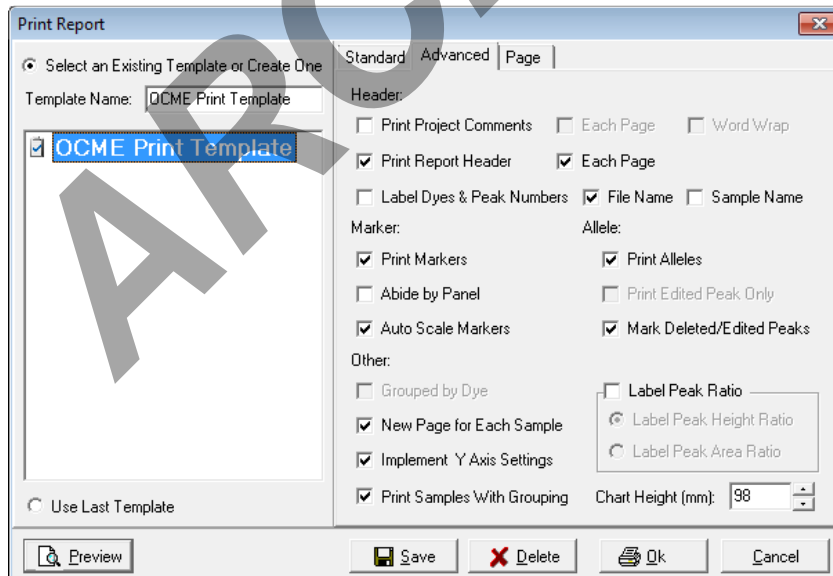 Print Report
Select an Existing Template or Create One
Template Name: OCME Print Template
OCME Print Template
Use Last Template
Standard Advanced Page
Header:
Print Project Comments Each Page Word Wrap
Print Report Header Each Page
Label Dyes & Peak Numbers File Name Sample Name
Marker: Allele:
Print Markers Print Alleles
Abide by Panel Print Edited Peak Only
Auto Scale Markers Mark Deleted/Edited Peaks
Other:
Grouped by Dye Label Peak Ratio
New Page for Each Sample Label Peak Height Ratio
Implement Y Axis Settings Label Peak Area Ratio
Print Samples With Grouping Chart Height (mm): 98
Preview Save Delete Ok Cancel
ARC